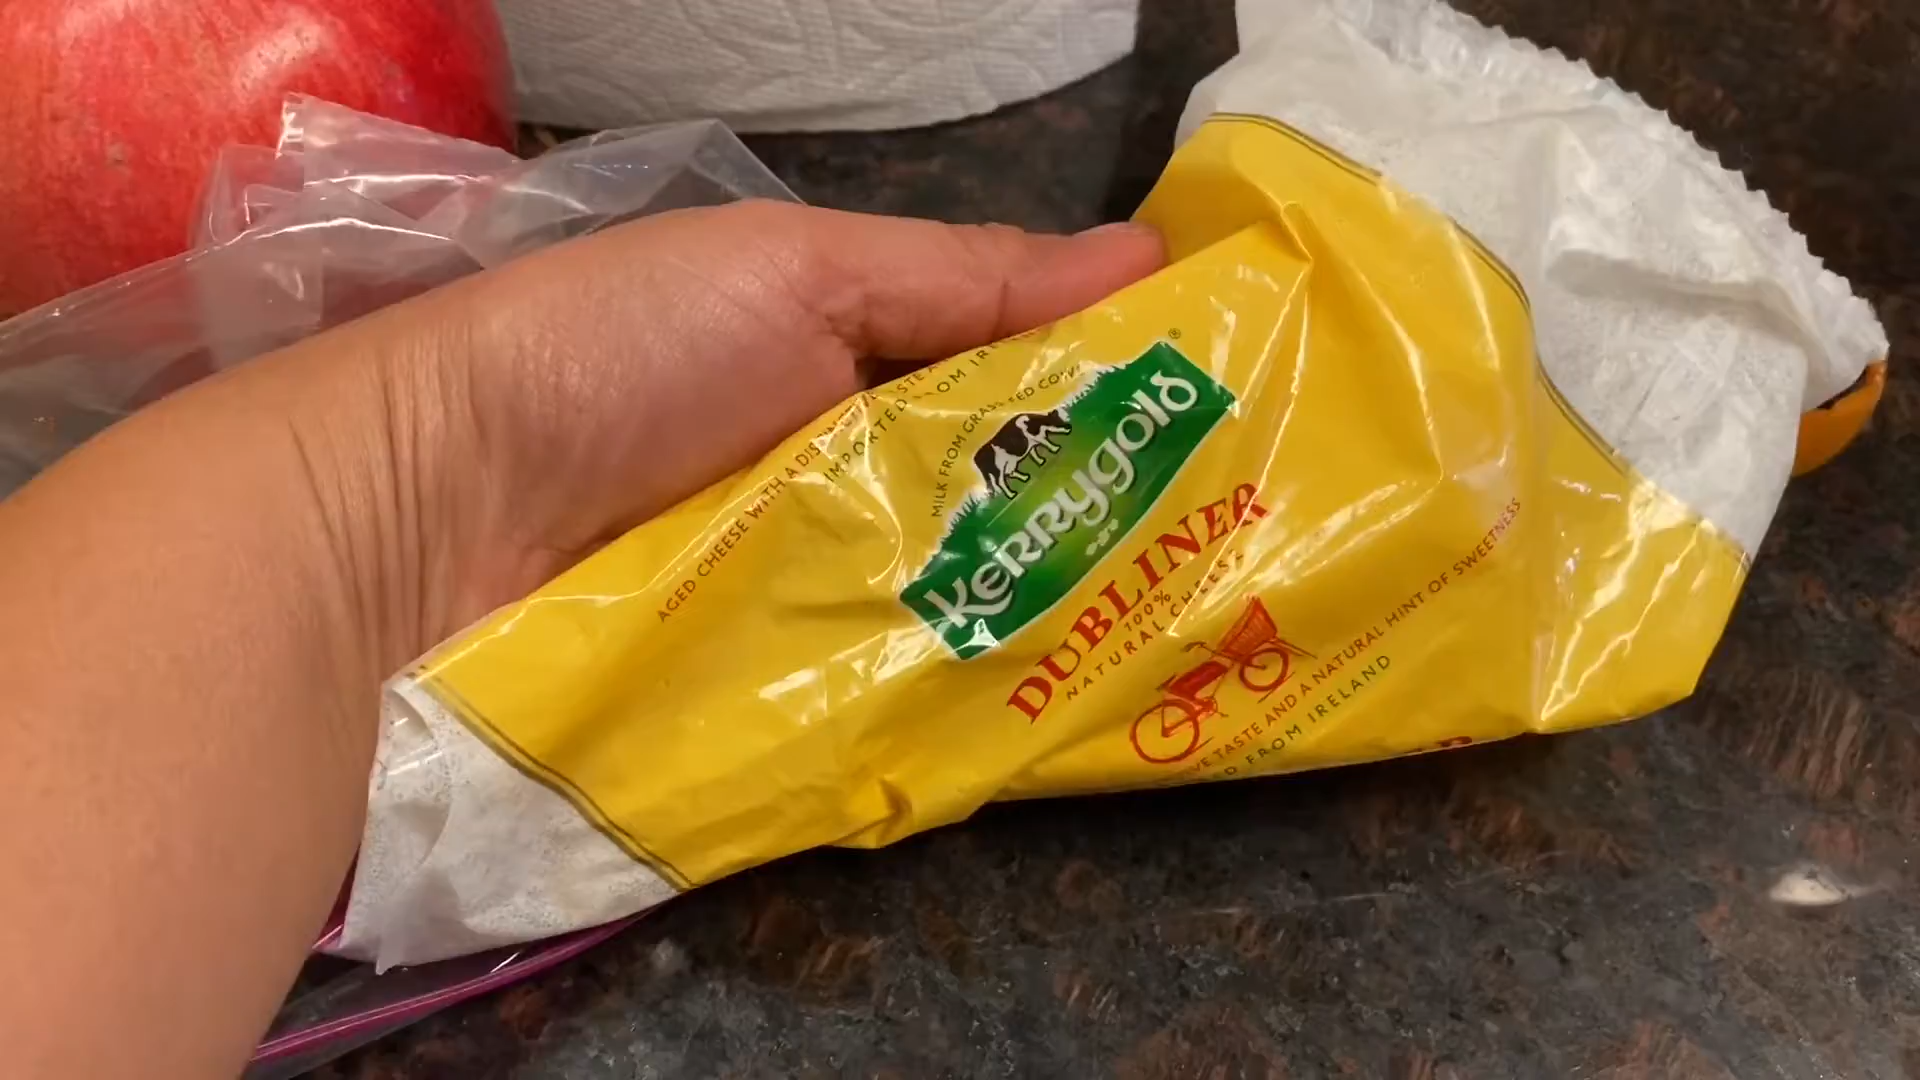 AGED CHEESE WITH A
IMPORTED FROM
MILK FROM GRASS FED COWS
Kerrygold®
DUBLINER
100%
NATURAL CHEESE
TASTE AND A NATURAL HINT OF SWEETNESS
FROM IRELAND